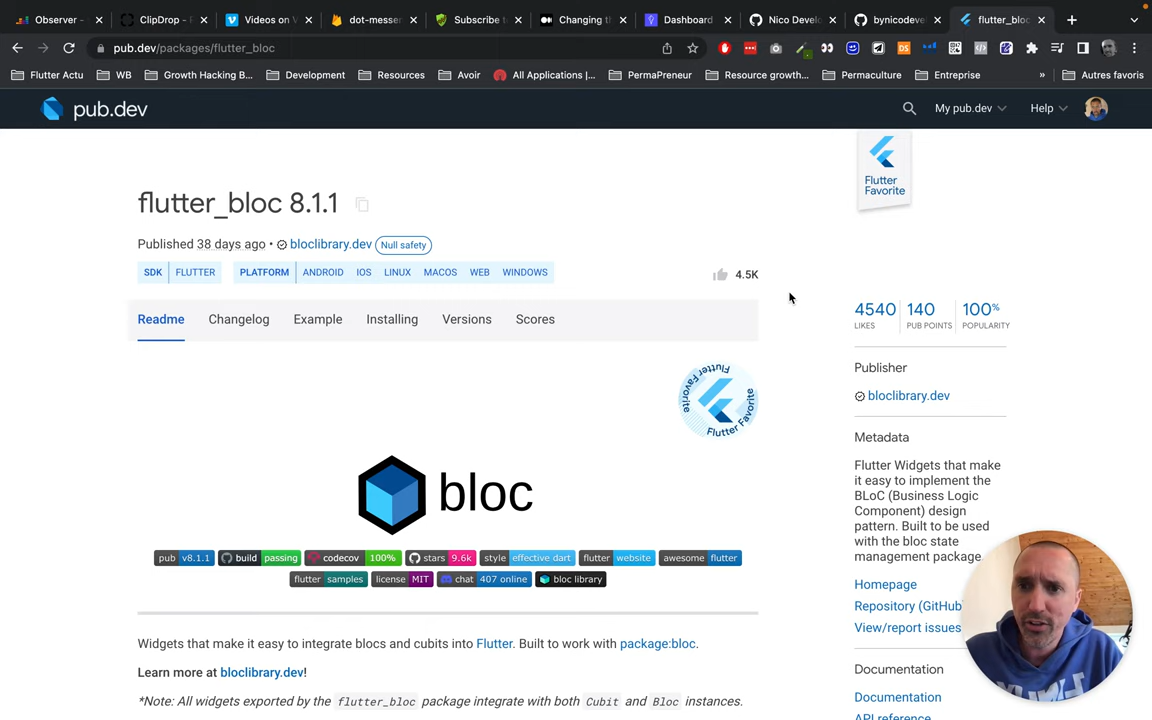 Observer -
ClipDrop - F
Videos on V
dot-messen
Subscribe t
Changing th
Dashboard
Nico Develo
bynicodeve
flutter_bloc
pub.dev/packages/flutter_bloc
Flutter Actu
WB
Growth Hacking B...
Development
Resources
Avoir
All Applications |...
PermaPreneur
Resource growth...
Permaculture
Entreprise
»
Autres favoris
pub.dev
My pub.dev
Help
Flutter
Favorite
flutter_bloc 8.1.1
Published 38 days ago • bloclibrary.dev Null safety
SDK FLUTTER PLATFORM ANDROID IOS LINUX MACOS WEB WINDOWS
4.5K
Readme Changelog Example Installing Versions Scores
4540 140 100%
LIKES PUB POINTS POPULARITY
Flutter Favorite Flutter Favorite
bloc
pub v8.1.1 build passing codecov 100% stars 9.6k style effective dart flutter website awesome flutter
flutter samples license MIT chat 407 online bloc library
Widgets that make it easy to integrate blocs and cubits into Flutter. Built to work with package:bloc.
Learn more at bloclibrary.dev!
*Note: All widgets exported by the flutter_bloc package integrate with both Cubit and Bloc instances.
Publisher
bloclibrary.dev
Metadata
Flutter Widgets that make
it easy to implement the
BLoC (Business Logic
Component) design
pattern. Built to be used
with the bloc state
management package.
Homepage
Repository (GitHub
View/report issues
Documentation
Documentation
API reference